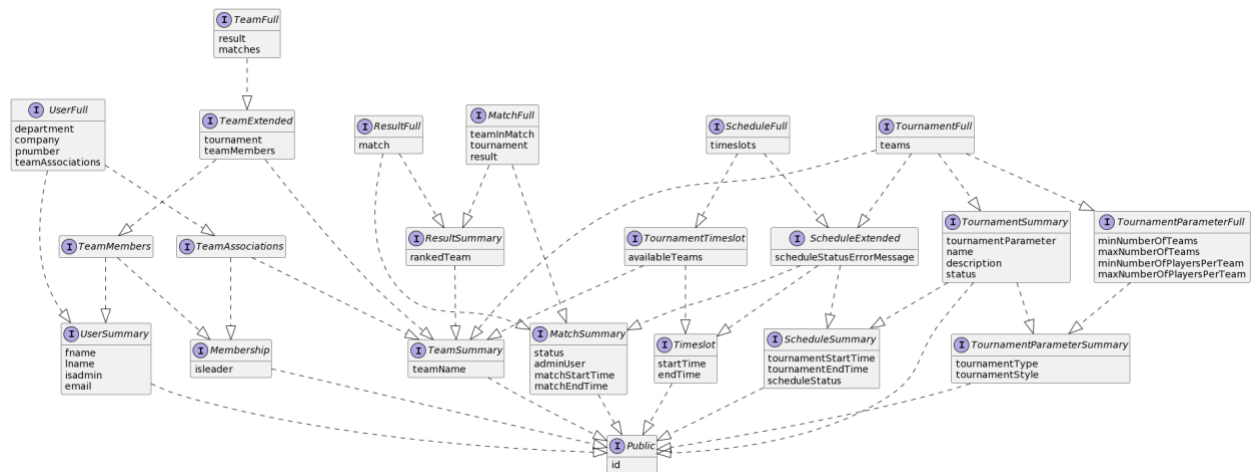 I TeamFull
result
matches
I UserFull
department
company
pnumber
teamAssociations
I TeamExtended
tournament
teamMembers
I ResultFull
match
I MatchFull
teamInMatch
tournament
result
I ScheduleFull
timeslots
I TournamentFull
teams
I TeamMembers
I TeamAssociations
I ResultSummary
rankedTeam
I TournamentTimeslot
availableTeams
I ScheduleExtended
scheduleStatusErrorMessage
I TournamentSummary
tournamentParameter
name
description
status
I TournamentParameterFull
minNumberOfTeams
maxNumberOfTeams
minNumberOfPlayersPerTeam
maxNumberOfPlayersPerTeam
I UserSummary
fname
lname
isadmin
email
I Membership
isleader
I TeamSummary
teamName
I MatchSummary
status
adminUser
matchStartTime
matchEndTime
I Timeslot
startTime
endTime
I ScheduleSummary
tournamentStartTime
tournamentEndTime
scheduleStatus
I TournamentParameterSummary
tournamentType
tournamentStyle
I Public
id